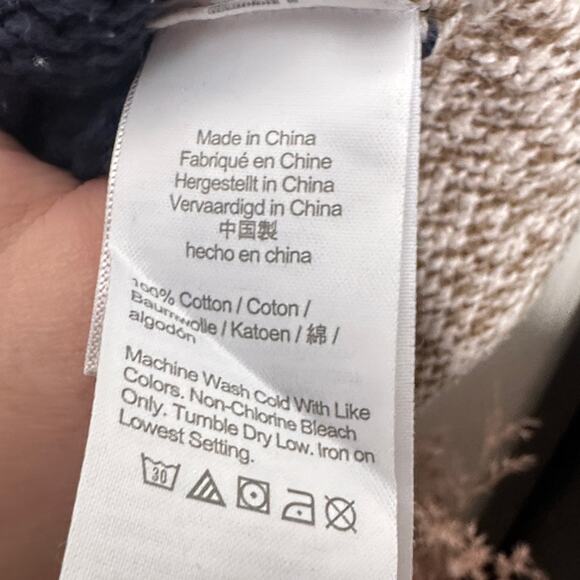 Made in China
Fabriqué en Chine
Hergestellt in China
Vervaardigd in China
中国製
hecho en china
100% Cotton / Coton /
Baumwolle / Katoen / 綿 /
algodón
Machine Wash Cold With Like
Colors. Non-Chlorine Bleach
Only. Tumble Dry Low. Iron on
Lowest Setting.
30